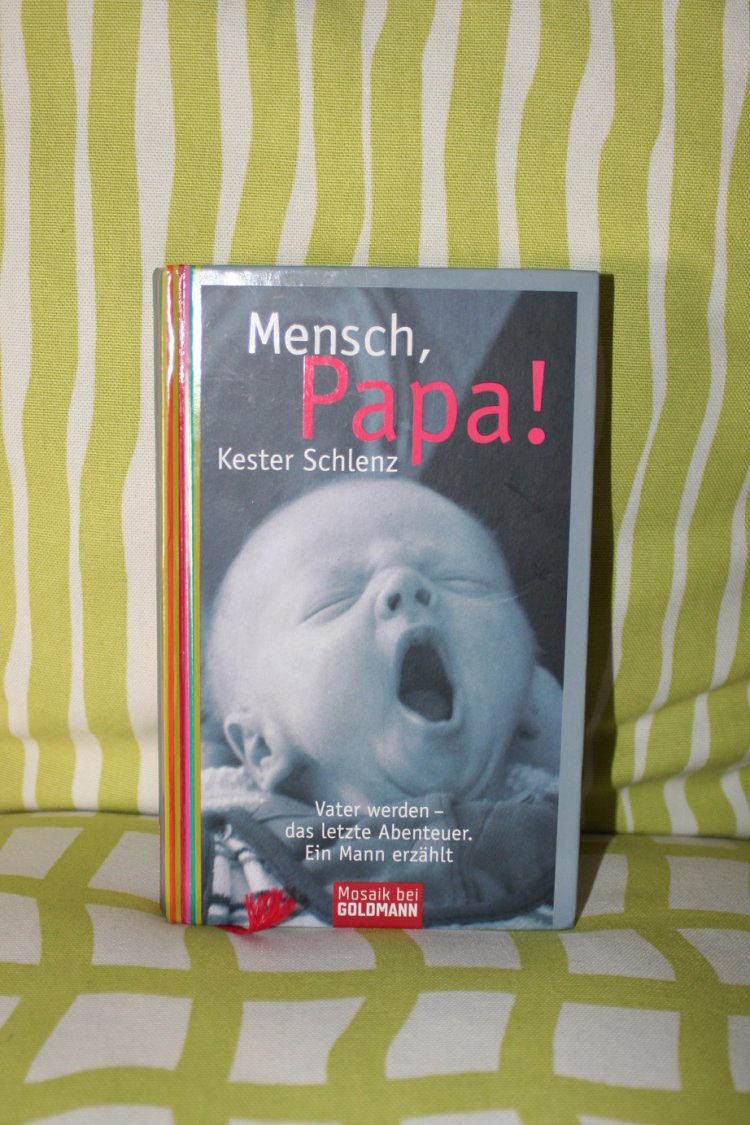 Mensch,
Papa!
Kester Schlenz
Vater werden –
das letzte Abenteuer.
Ein Mann erzählt
Mosaik bei
GOLDMANN